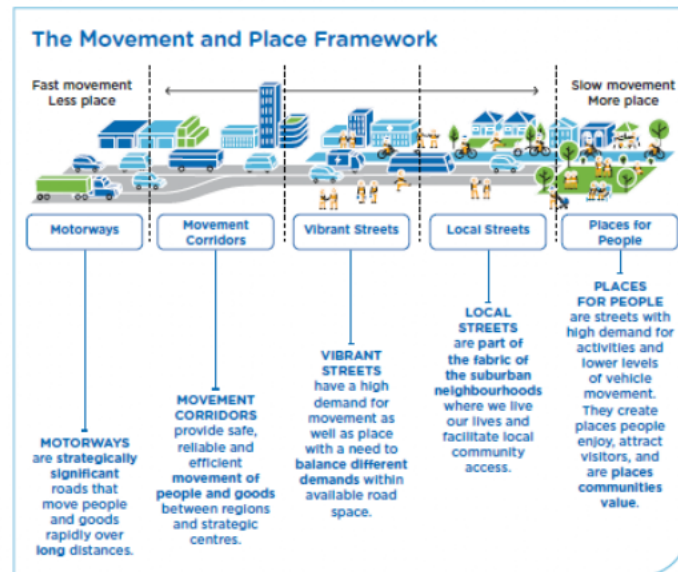 The Movement and Place Framework
Fast movement
Less place
Slow movement
More place
Motorways
Movement
Corridors
Vibrant Streets
Local Streets
Places for
People
MOTORWAYS
are strategically
significant
roads that
move people
and goods
rapidly over
long distances.
MOVEMENT
CORRIDORS
provide safe,
reliable and
efficient
movement of
people and goods
between regions
and strategic
centres.
VIBRANT
STREETS
have a high
demand for
movement as
well as place
with a need to
balance different
demands within
available road
space.
LOCAL
STREETS
are part of
the fabric of
the suburban
neighbourhoods
where we live
our lives and
facilitate local
community
access.
PLACES
FOR PEOPLE
are streets with
high demand for
activities and
lower levels
of vehicle
movement.
They create
places people
enjoy, attract
visitors, and
are places
communities
value.